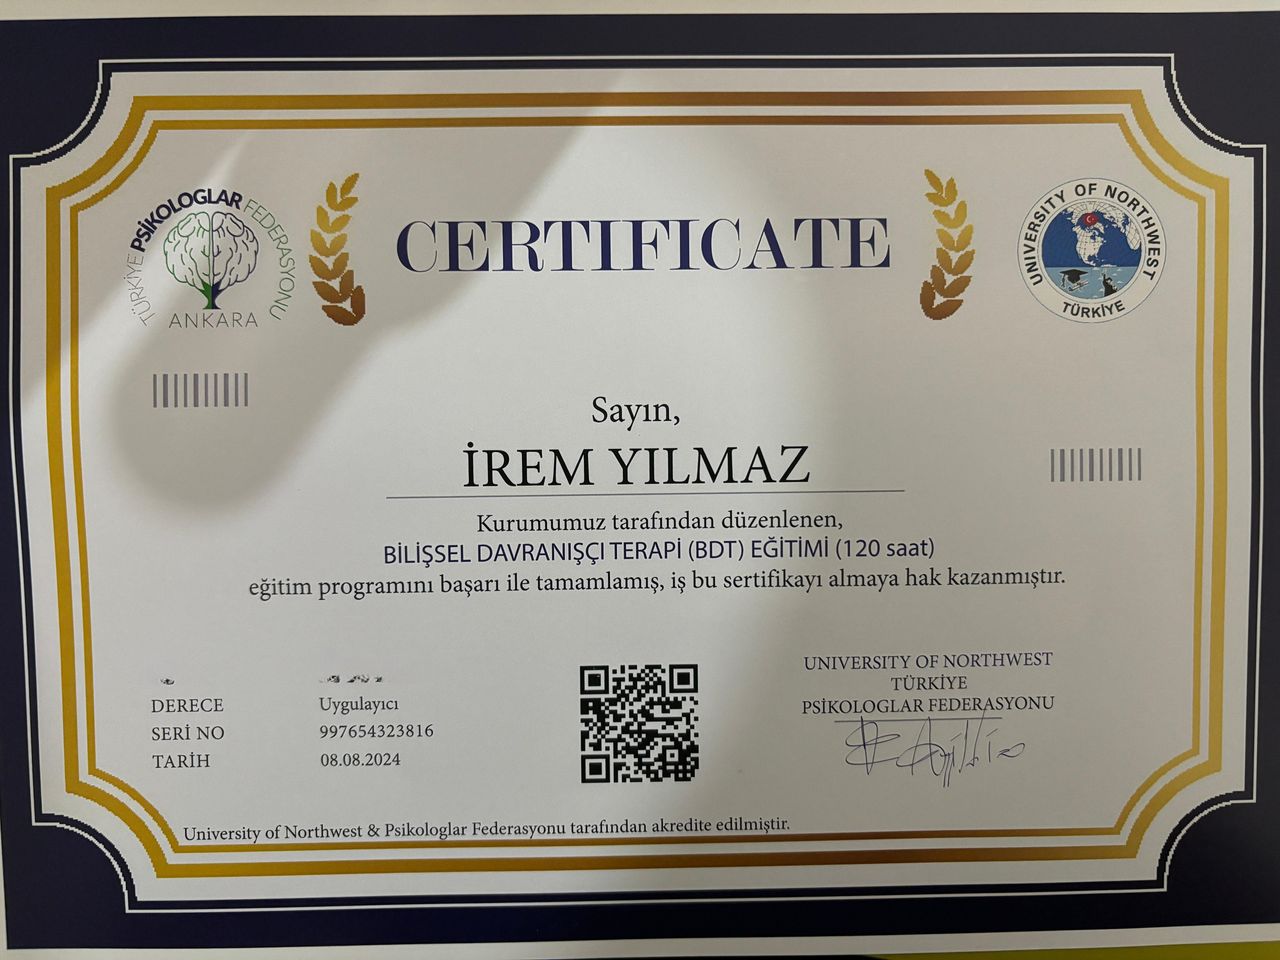 TÜRKİYE PSİKOLOGLAR FEDERASYONU
ANKARA
CERTIFICATE
UNIVERSITY OF NORTHWEST
TÜRKİYE
Sayın,
İREM YILMAZ
Kurumumuz tarafından düzenlenen,
BİLİŞSEL DAVRANIŞÇI TERAPİ (BDT) EĞİTİMİ (120 saat)
eğitim programını başarı ile tamamlamış, iş bu sertifikayı almaya hak kazanmıştır.
DERECE Uygulayıcı
SERİ NO 997654323816
TARİH 08.08.2024
UNIVERSITY OF NORTHWEST
TÜRKİYE
PSİKOLOGLAR FEDERASYONU
University of Northwest & Psikologlar Federasyonu tarafından akredite edilmiştir.